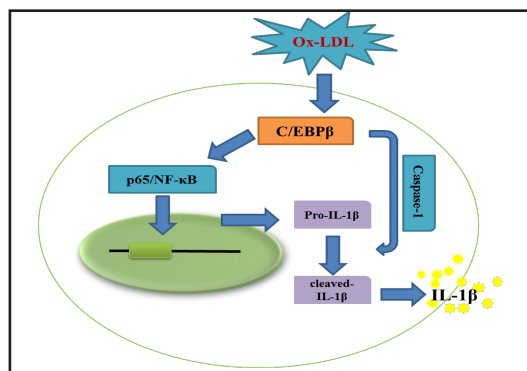 Ox-LDL
C/EBPβ
p65/NF-κB
Caspase-1
Pro-IL-1β
cleaved-
IL-1β
IL-1β